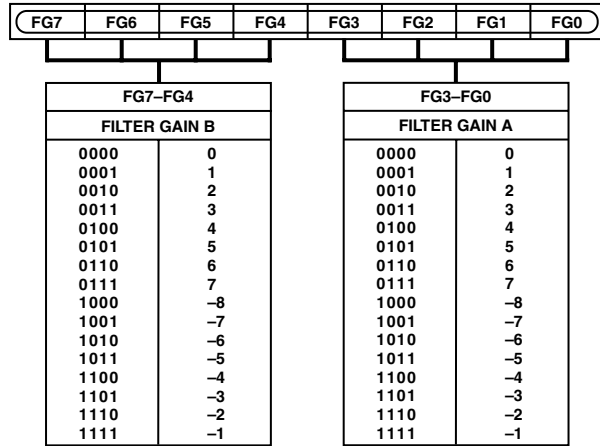 FG7 FG6 FG5 FG4 FG3 FG2 FG1 FG0
FG7–FG4 FG3–FG0
FILTER GAIN B FILTER GAIN A
0000 0 0000 0
0001 1 0001 1
0010 2 0010 2
0011 3 0011 3
0100 4 0100 4
0101 5 0101 5
0110 6 0110 6
0111 7 0111 7
1000 –8 1000 –8
1001 –7 1001 –7
1010 –6 1010 –6
1011 –5 1011 –5
1100 –4 1100 –4
1101 –3 1101 –3
1110 –2 1110 –2
1111 –1 1111 –1